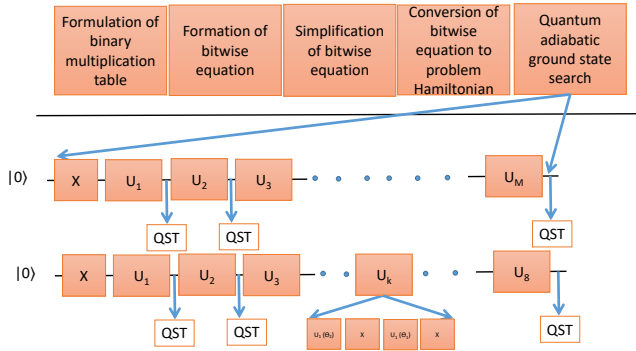 Formulation of
binary
multiplication
table
Formation of
bitwise
equation
Simplification
of bitwise
equation
Conversion of
bitwise
equation to
problem
Hamiltonian
Quantum
adiabatic
ground state
search
|0⟩ X U₁ U₂ U₃ U_M
QST QST QST
|0⟩ X U₁ U₂ U₃ U_k U₈
QST QST QST
X X